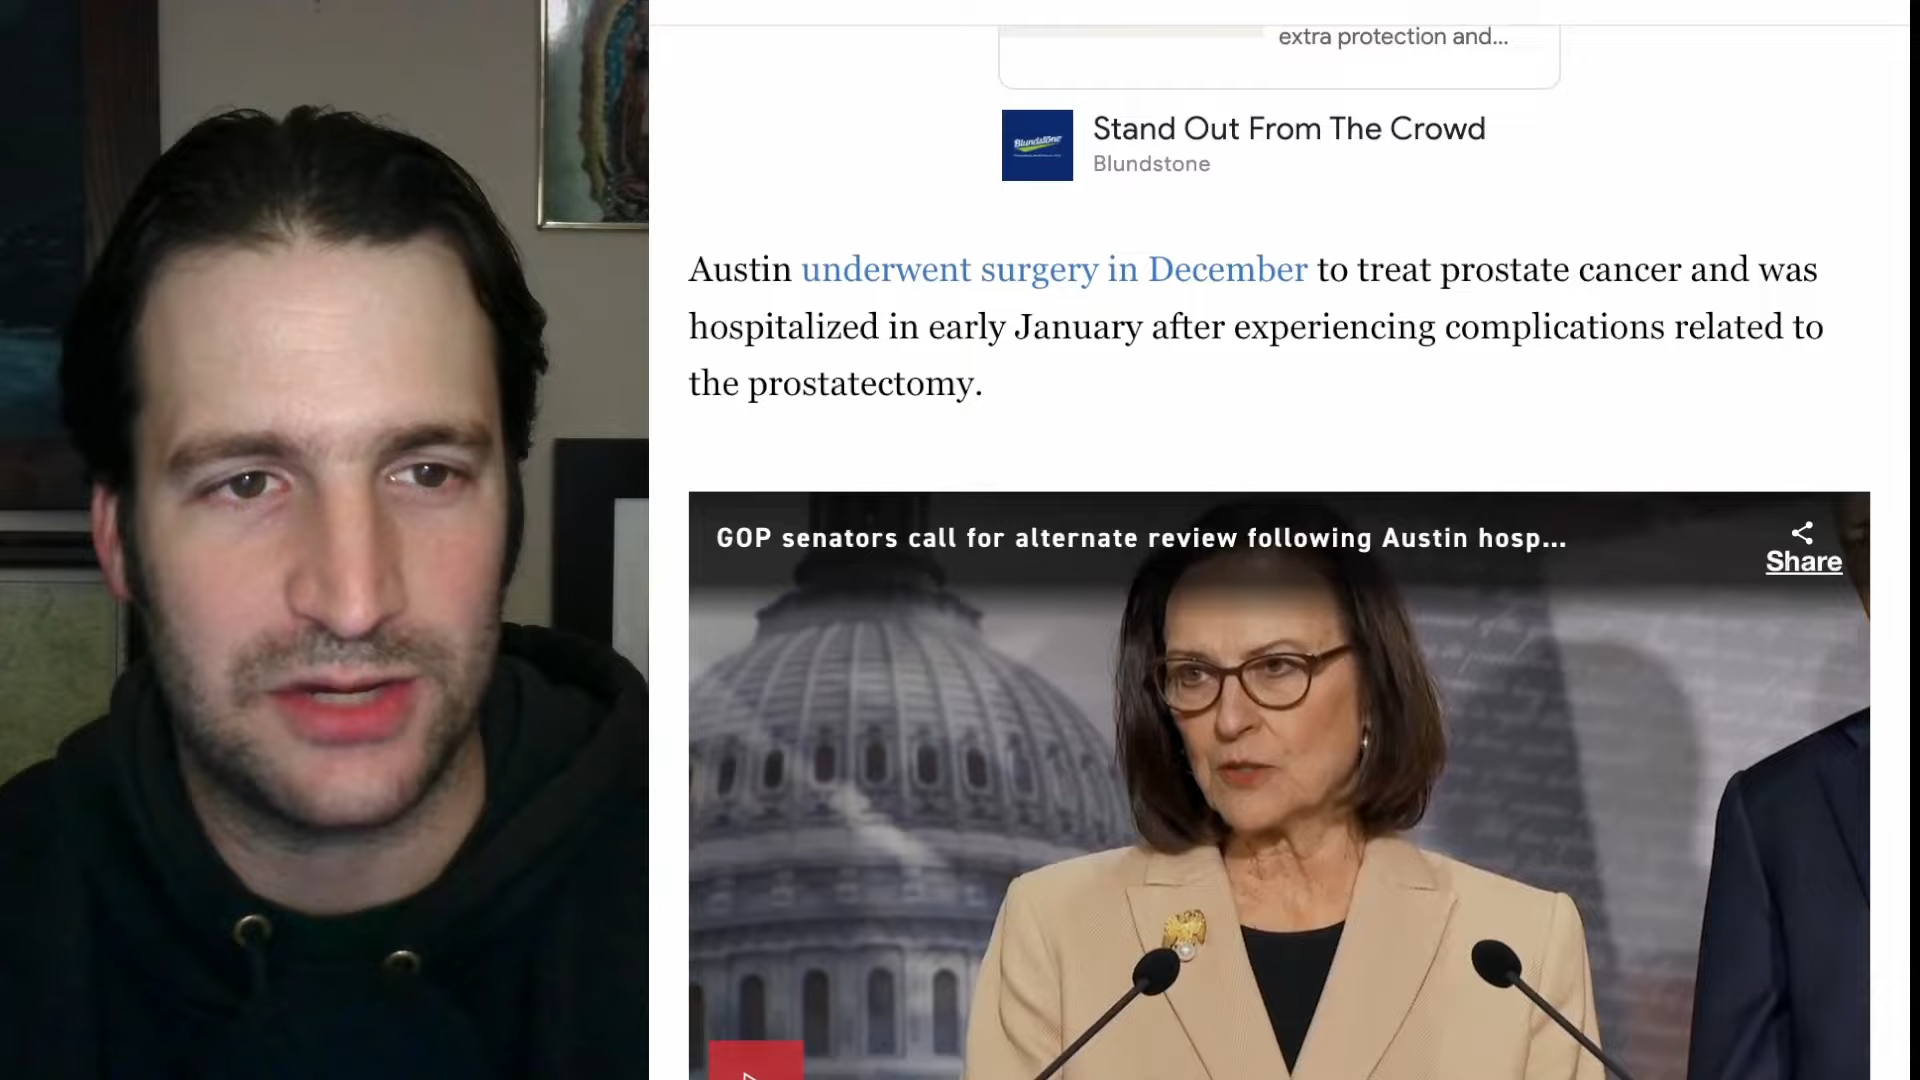 extra protection and...
Blundstone
Stand Out From The Crowd
Blundstone
Austin underwent surgery in December to treat prostate cancer and was
hospitalized in early January after experiencing complications related to
the prostatectomy.
GOP senators call for alternate review following Austin hosp...
Share